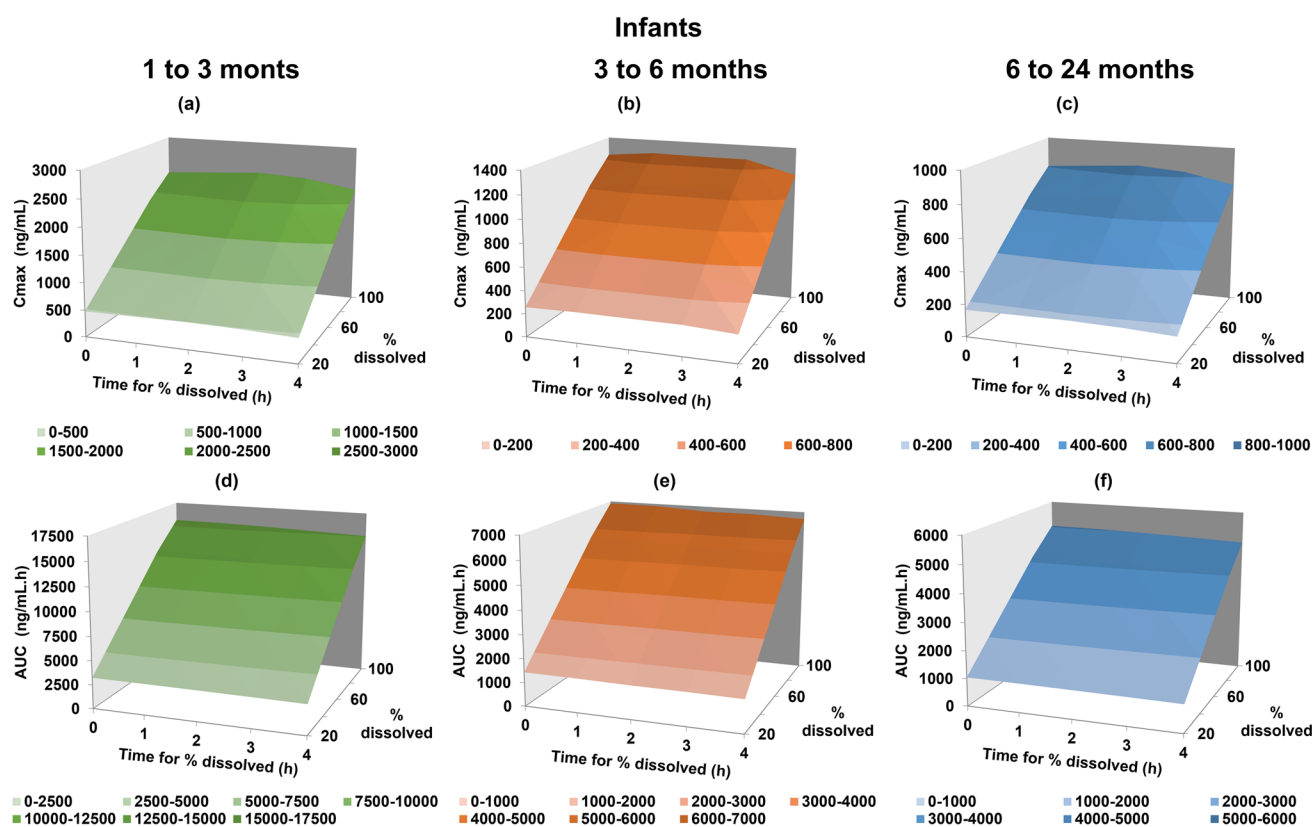 Infants
1 to 3 monts
3 to 6 months
6 to 24 months
(a)
(b)
(c)
Cmax (ng/mL)
3000
2500
2000
1500
1000
500
0
0
1
2
3
4
Time for % dissolved (h)
20
60
100
%
dissolved
Cmax (ng/mL)
1400
1200
1000
800
600
400
200
0
0
1
2
3
4
Time for % dissolved (h)
20
60
100
%
dissolved
Cmax (ng/mL)
1000
800
600
400
200
0
0
1
2
3
4
Time for % dissolved (h)
20
60
100
%
dissolved
0-500 500-1000 1000-1500
1500-2000 2000-2500 2500-3000
0-200 200-400 400-600 600-800
0-200 200-400 400-600 600-800 800-1000
(d)
(e)
(f)
AUC (ng/mL.h)
17500
15000
12500
10000
7500
5000
2500
0
0
1
2
3
4
Time for % dissolved (h)
20
60
100
%
dissolved
AUC (ng/mL.h)
7000
6000
5000
4000
3000
2000
1000
0
0
1
2
3
4
Time for % dissolved (h)
20
60
100
%
dissolved
AUC (ng/mL.h)
6000
5000
4000
3000
2000
1000
0
0
1
2
3
4
Time for % dissolved (h)
20
60
100
%
dissolved
0-2500 2500-5000 5000-7500 7500-10000
10000-12500 12500-15000 15000-17500
0-1000 1000-2000 2000-3000 3000-4000
4000-5000 5000-6000 6000-7000
0-1000 1000-2000 2000-3000
3000-4000 4000-5000 5000-6000